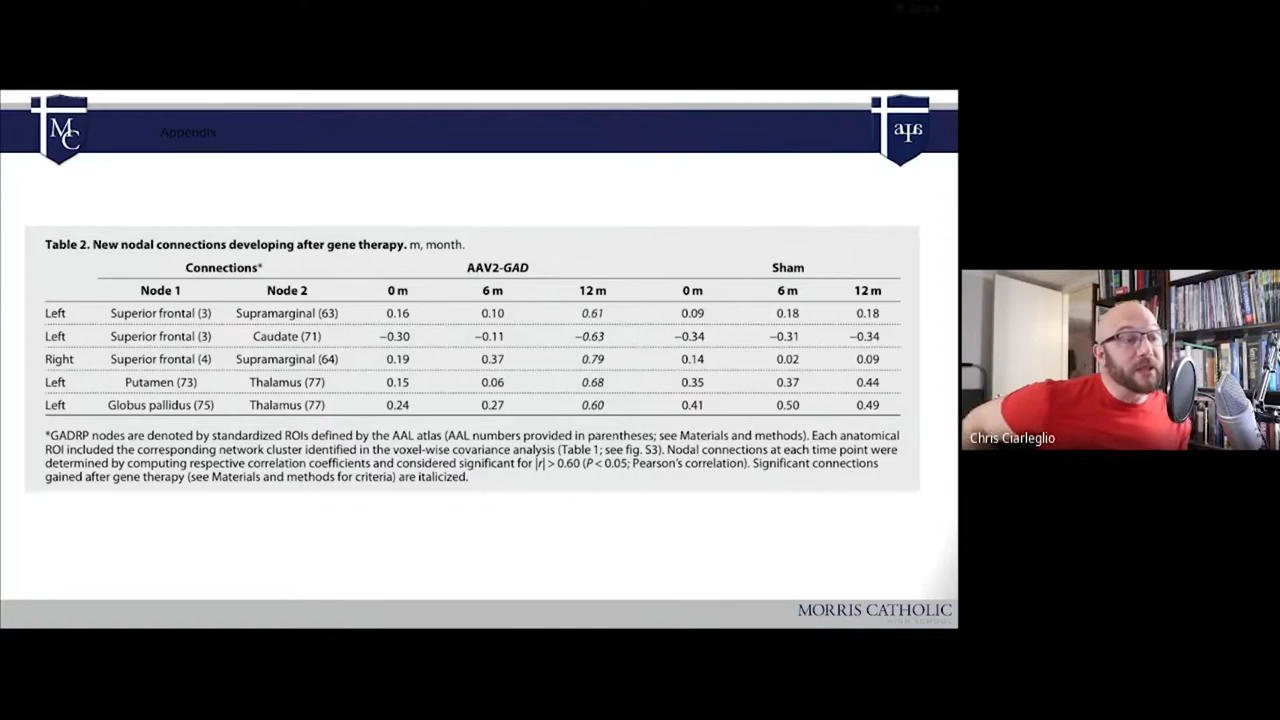 MC
Appendix
Table 2. New nodal connections developing after gene therapy. m, month.
Connections* AAV2-GAD Sham
Node 1 Node 2 0 m 6 m 12 m 0 m 6 m 12 m
Left Superior frontal (3) Supramarginal (63) 0.16 0.10 0.61 0.09 0.18 0.18
Left Superior frontal (3) Caudate (71) −0.30 −0.11 −0.63 −0.34 −0.31 −0.34
Right Superior frontal (4) Supramarginal (64) 0.19 0.37 0.79 0.14 0.02 0.09
Left Putamen (73) Thalamus (77) 0.15 0.06 0.68 0.35 0.37 0.44
Left Globus pallidus (75) Thalamus (77) 0.24 0.27 0.60 0.41 0.50 0.49
*GADRP nodes are denoted by standardized ROIs defined by the AAL atlas (AAL numbers provided in parentheses; see Materials and methods). Each anatomical
ROI included the corresponding network cluster identified in the voxel-wise covariance analysis (Table 1; see fig. S3). Nodal connections at each time point were
determined by computing respective correlation coefficients and considered significant for |r| > 0.60 (P < 0.05; Pearson's correlation). Significant connections
gained after gene therapy (see Materials and methods for criteria) are italicized.
MORRIS CATHOLIC
HIGH SCHOOL
Chris Ciarleglio